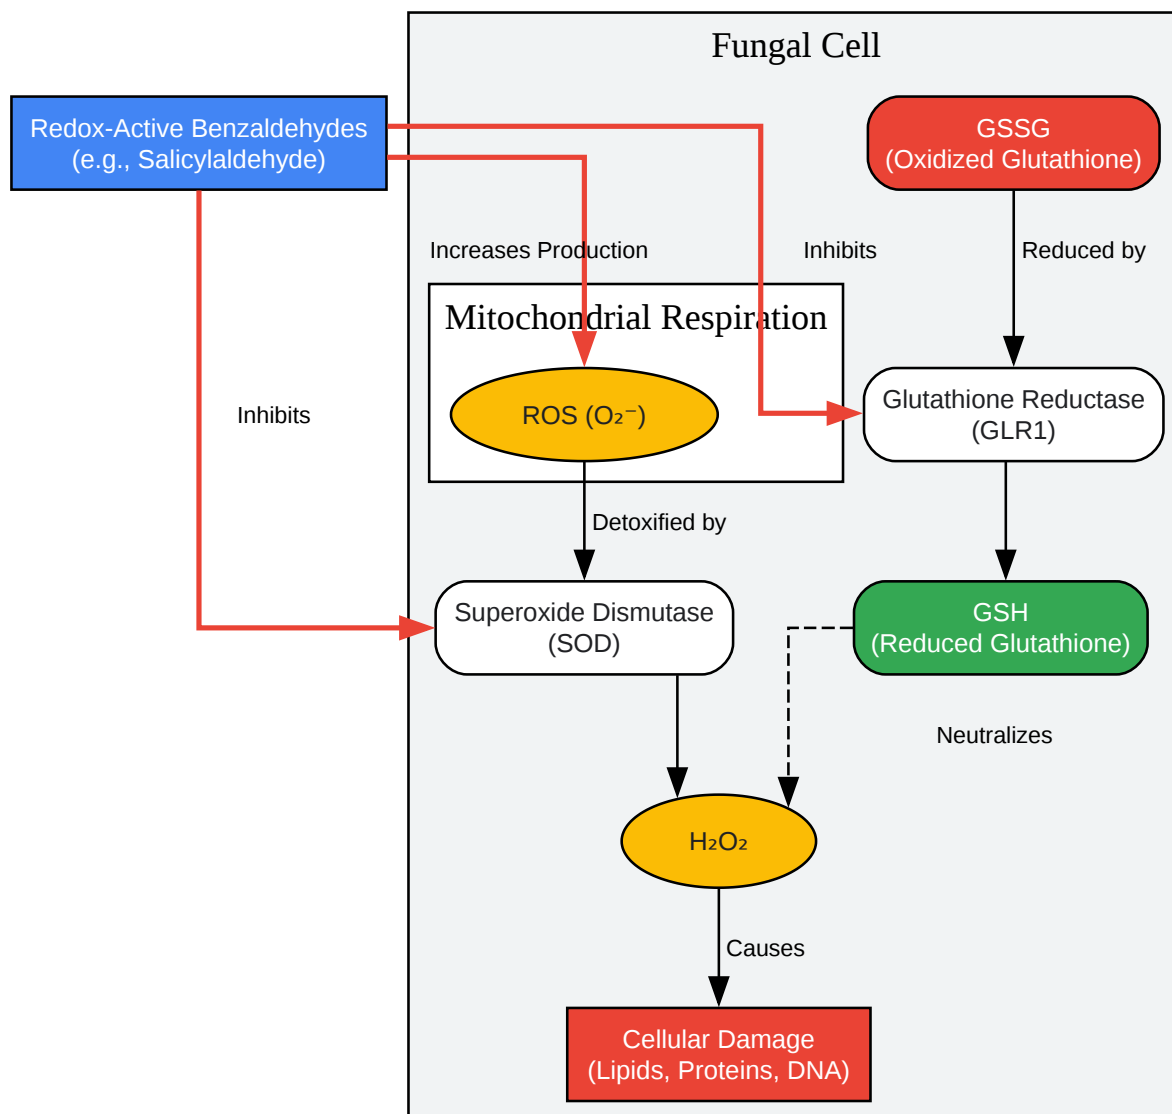 Fungal Cell
Redox-Active Benzaldehydes
(e.g., Salicylaldehyde)
GSSG
(Oxidized Glutathione)
Increases Production
Inhibits
Reduced by
Mitochondrial Respiration
Inhibits
ROS (O₂⁻)
Glutathione Reductase
(GLR1)
Detoxified by
Superoxide Dismutase
(SOD)
GSH
(Reduced Glutathione)
Neutralizes
H₂O₂
Causes
Cellular Damage
(Lipids, Proteins, DNA)